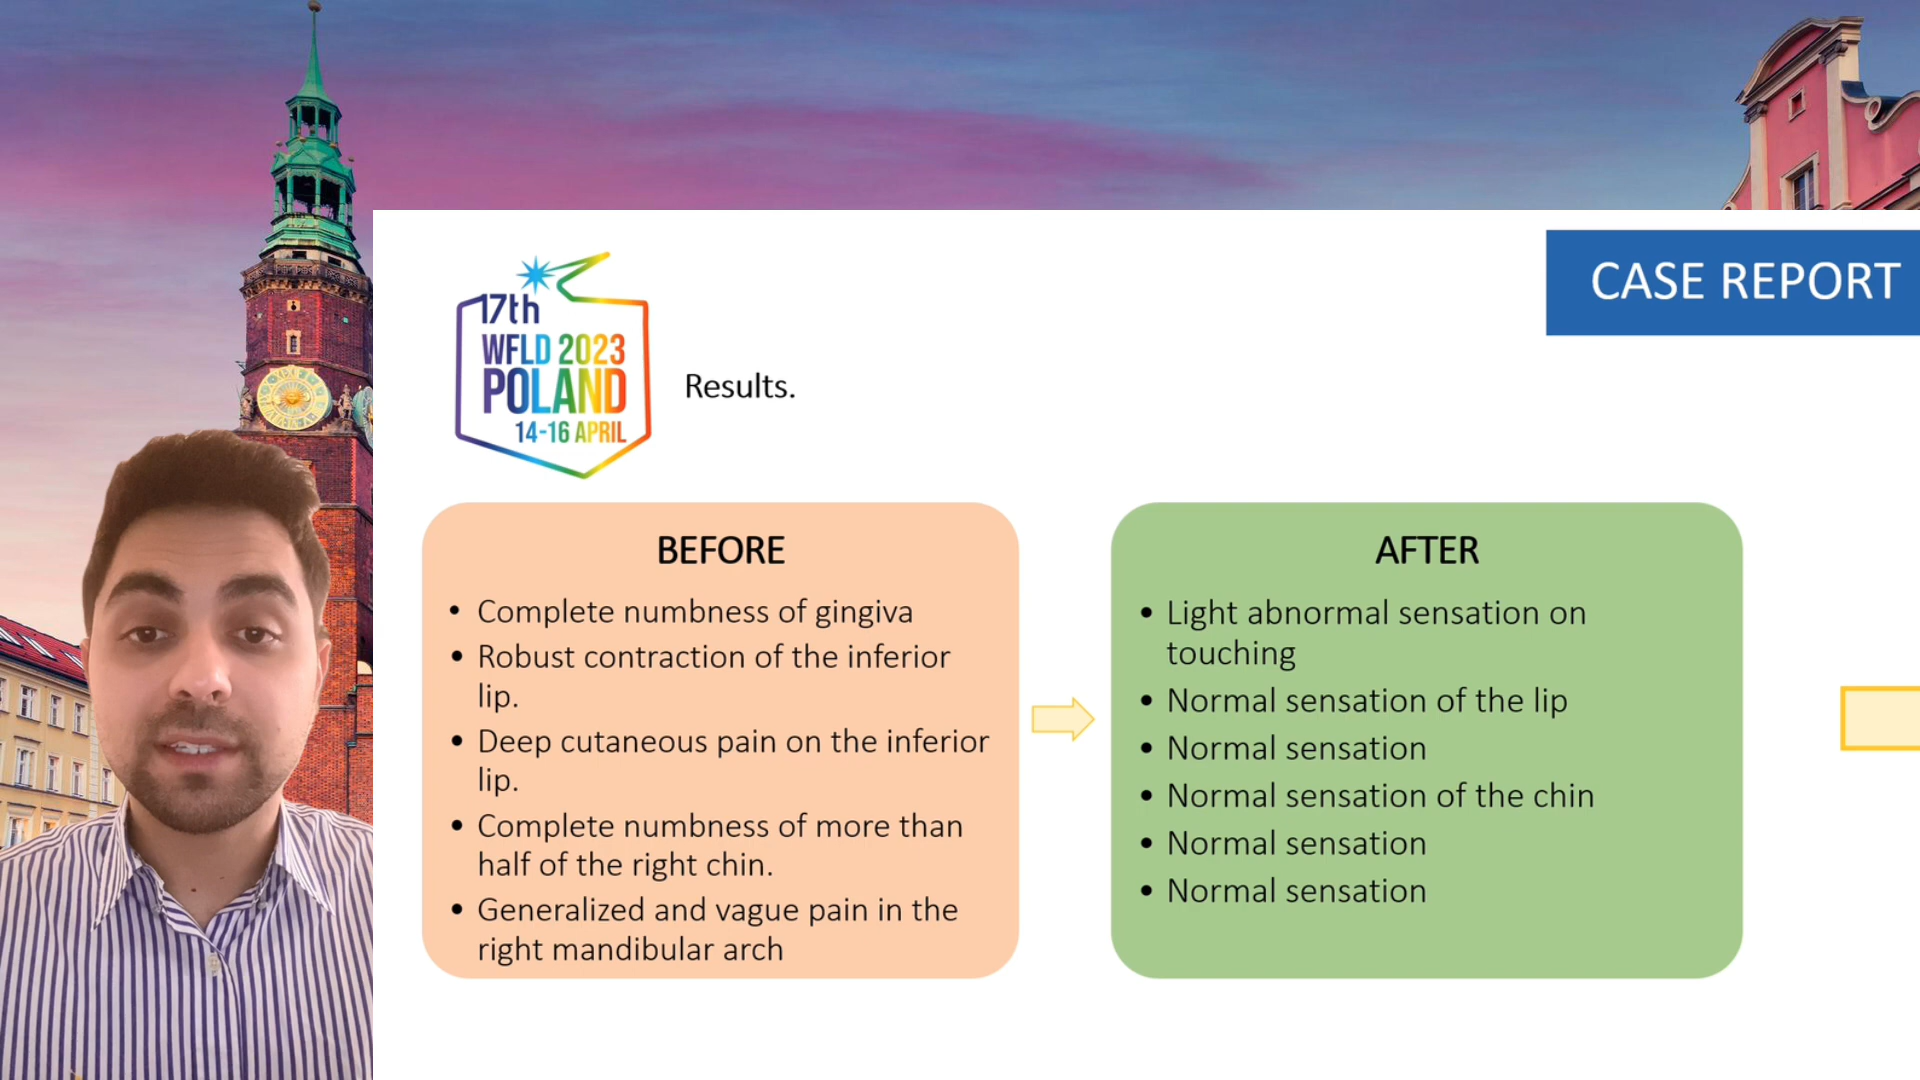 CASE REPORT
17th
WFLD 2023
POLAND
14-16 APRIL
Results.
BEFORE
• Complete numbness of gingiva
• Robust contraction of the inferior
lip.
• Deep cutaneous pain on the inferior
lip.
• Complete numbness of more than
half of the right chin.
• Generalized and vague pain in the
right mandibular arch
AFTER
• Light abnormal sensation on
touching
• Normal sensation of the lip
• Normal sensation
• Normal sensation of the chin
• Normal sensation
• Normal sensation